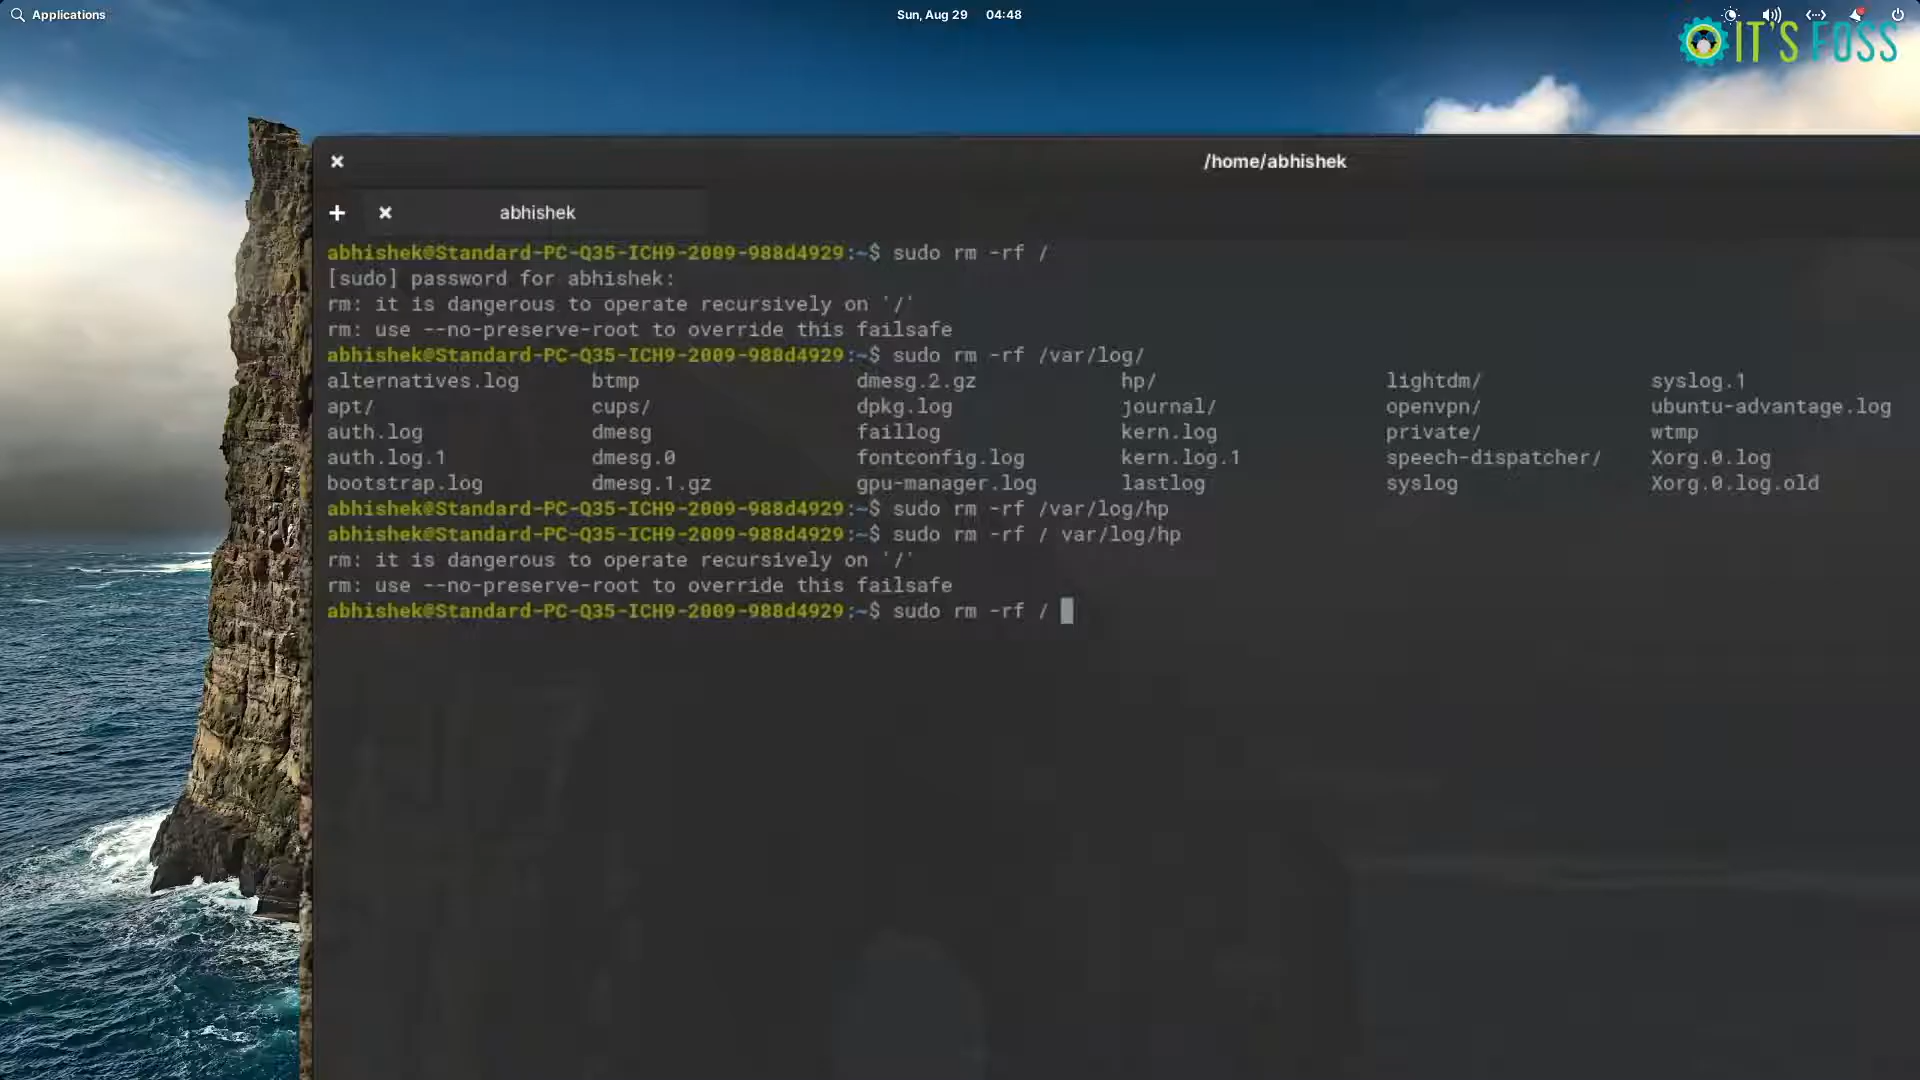 Applications
Sun, Aug 29 04:48
IT'S FOSS
/home/abhishek
abhishek
abhishek@Standard-PC-Q35-ICH9-2009-988d4929:~$ sudo rm -rf /
[sudo] password for abhishek:
rm: it is dangerous to operate recursively on '/'
rm: use --no-preserve-root to override this failsafe
abhishek@Standard-PC-Q35-ICH9-2009-988d4929:~$ sudo rm -rf /var/log/
alternatives.log btmp dmesg.2.gz hp/ lightdm/ syslog.1
apt/ cups/ dpkg.log journal/ openvpn/ ubuntu-advantage.log
auth.log dmesg faillog kern.log private/ wtmp
auth.log.1 dmesg.0 fontconfig.log kern.log.1 speech-dispatcher/ Xorg.0.log
bootstrap.log dmesg.1.gz gpu-manager.log lastlog syslog Xorg.0.log.old
abhishek@Standard-PC-Q35-ICH9-2009-988d4929:~$ sudo rm -rf /var/log/hp
abhishek@Standard-PC-Q35-ICH9-2009-988d4929:~$ sudo rm -rf / var/log/hp
rm: it is dangerous to operate recursively on '/'
rm: use --no-preserve-root to override this failsafe
abhishek@Standard-PC-Q35-ICH9-2009-988d4929:~$ sudo rm -rf /